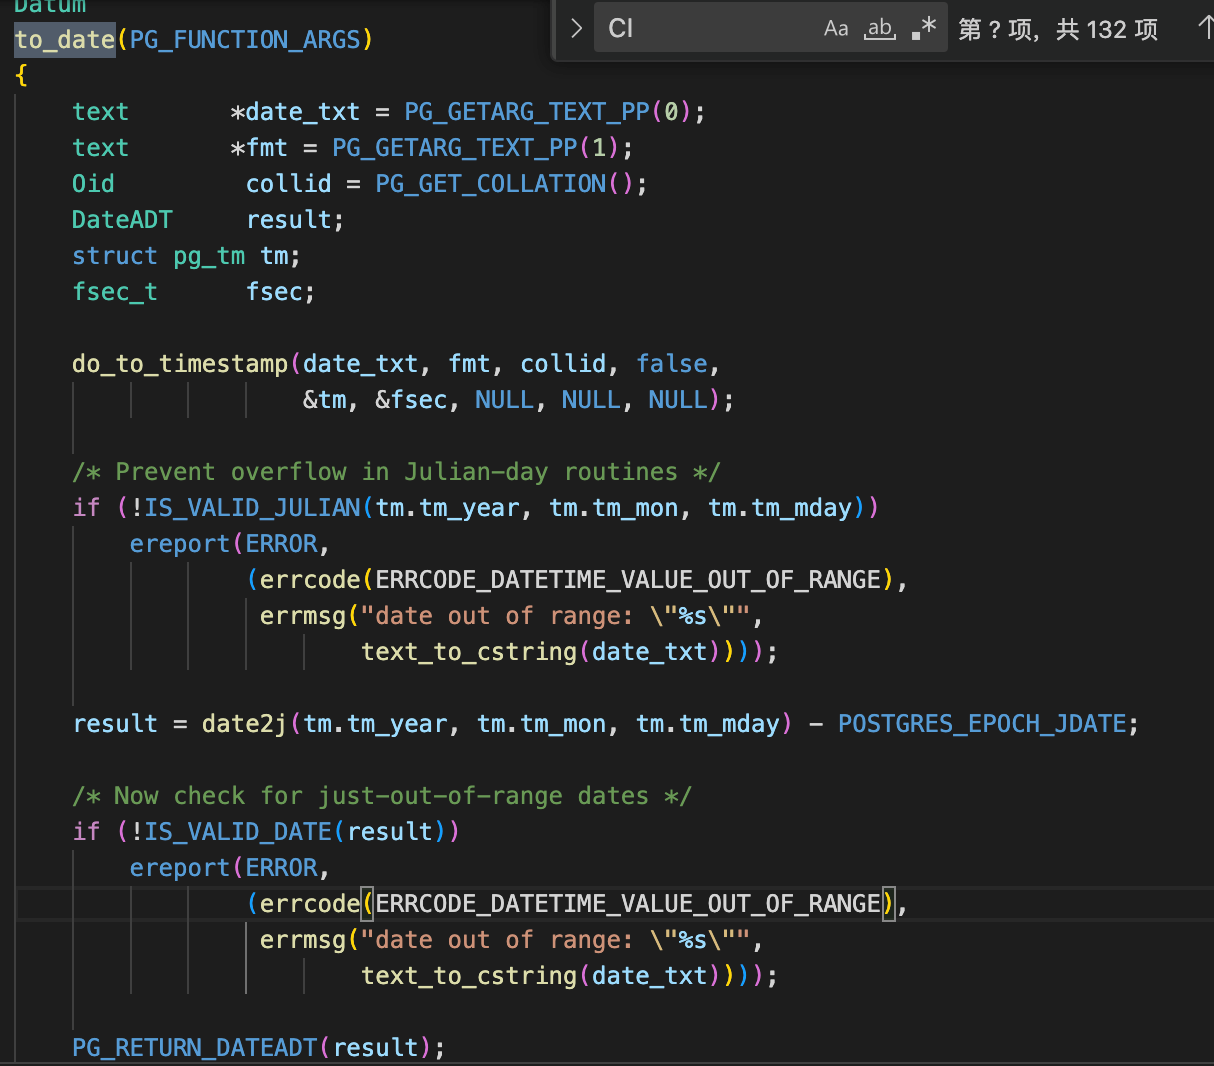 Datum
to_date(PG_FUNCTION_ARGS)
Cl Aa ab .* 第 ? 项, 共 132 项
{
text *date_txt = PG_GETARG_TEXT_PP(0);
text *fmt = PG_GETARG_TEXT_PP(1);
Oid collid = PG_GET_COLLATION();
DateADT result;
struct pg_tm tm;
fsec_t fsec;
do_to_timestamp(date_txt, fmt, collid, false,
&tm, &fsec, NULL, NULL, NULL);
/* Prevent overflow in Julian-day routines */
if (!IS_VALID_JULIAN(tm.tm_year, tm.tm_mon, tm.tm_mday))
ereport(ERROR,
(errcode(ERRCODE_DATETIME_VALUE_OUT_OF_RANGE),
errmsg("date out of range: \"%s\"",
text_to_cstring(date_txt))));
result = date2j(tm.tm_year, tm.tm_mon, tm.tm_mday) - POSTGRES_EPOCH_JDATE;
/* Now check for just-out-of-range dates */
if (!IS_VALID_DATE(result))
ereport(ERROR,
(errcode(ERRCODE_DATETIME_VALUE_OUT_OF_RANGE),
errmsg("date out of range: \"%s\"",
text_to_cstring(date_txt))));
PG_RETURN_DATEADT(result);